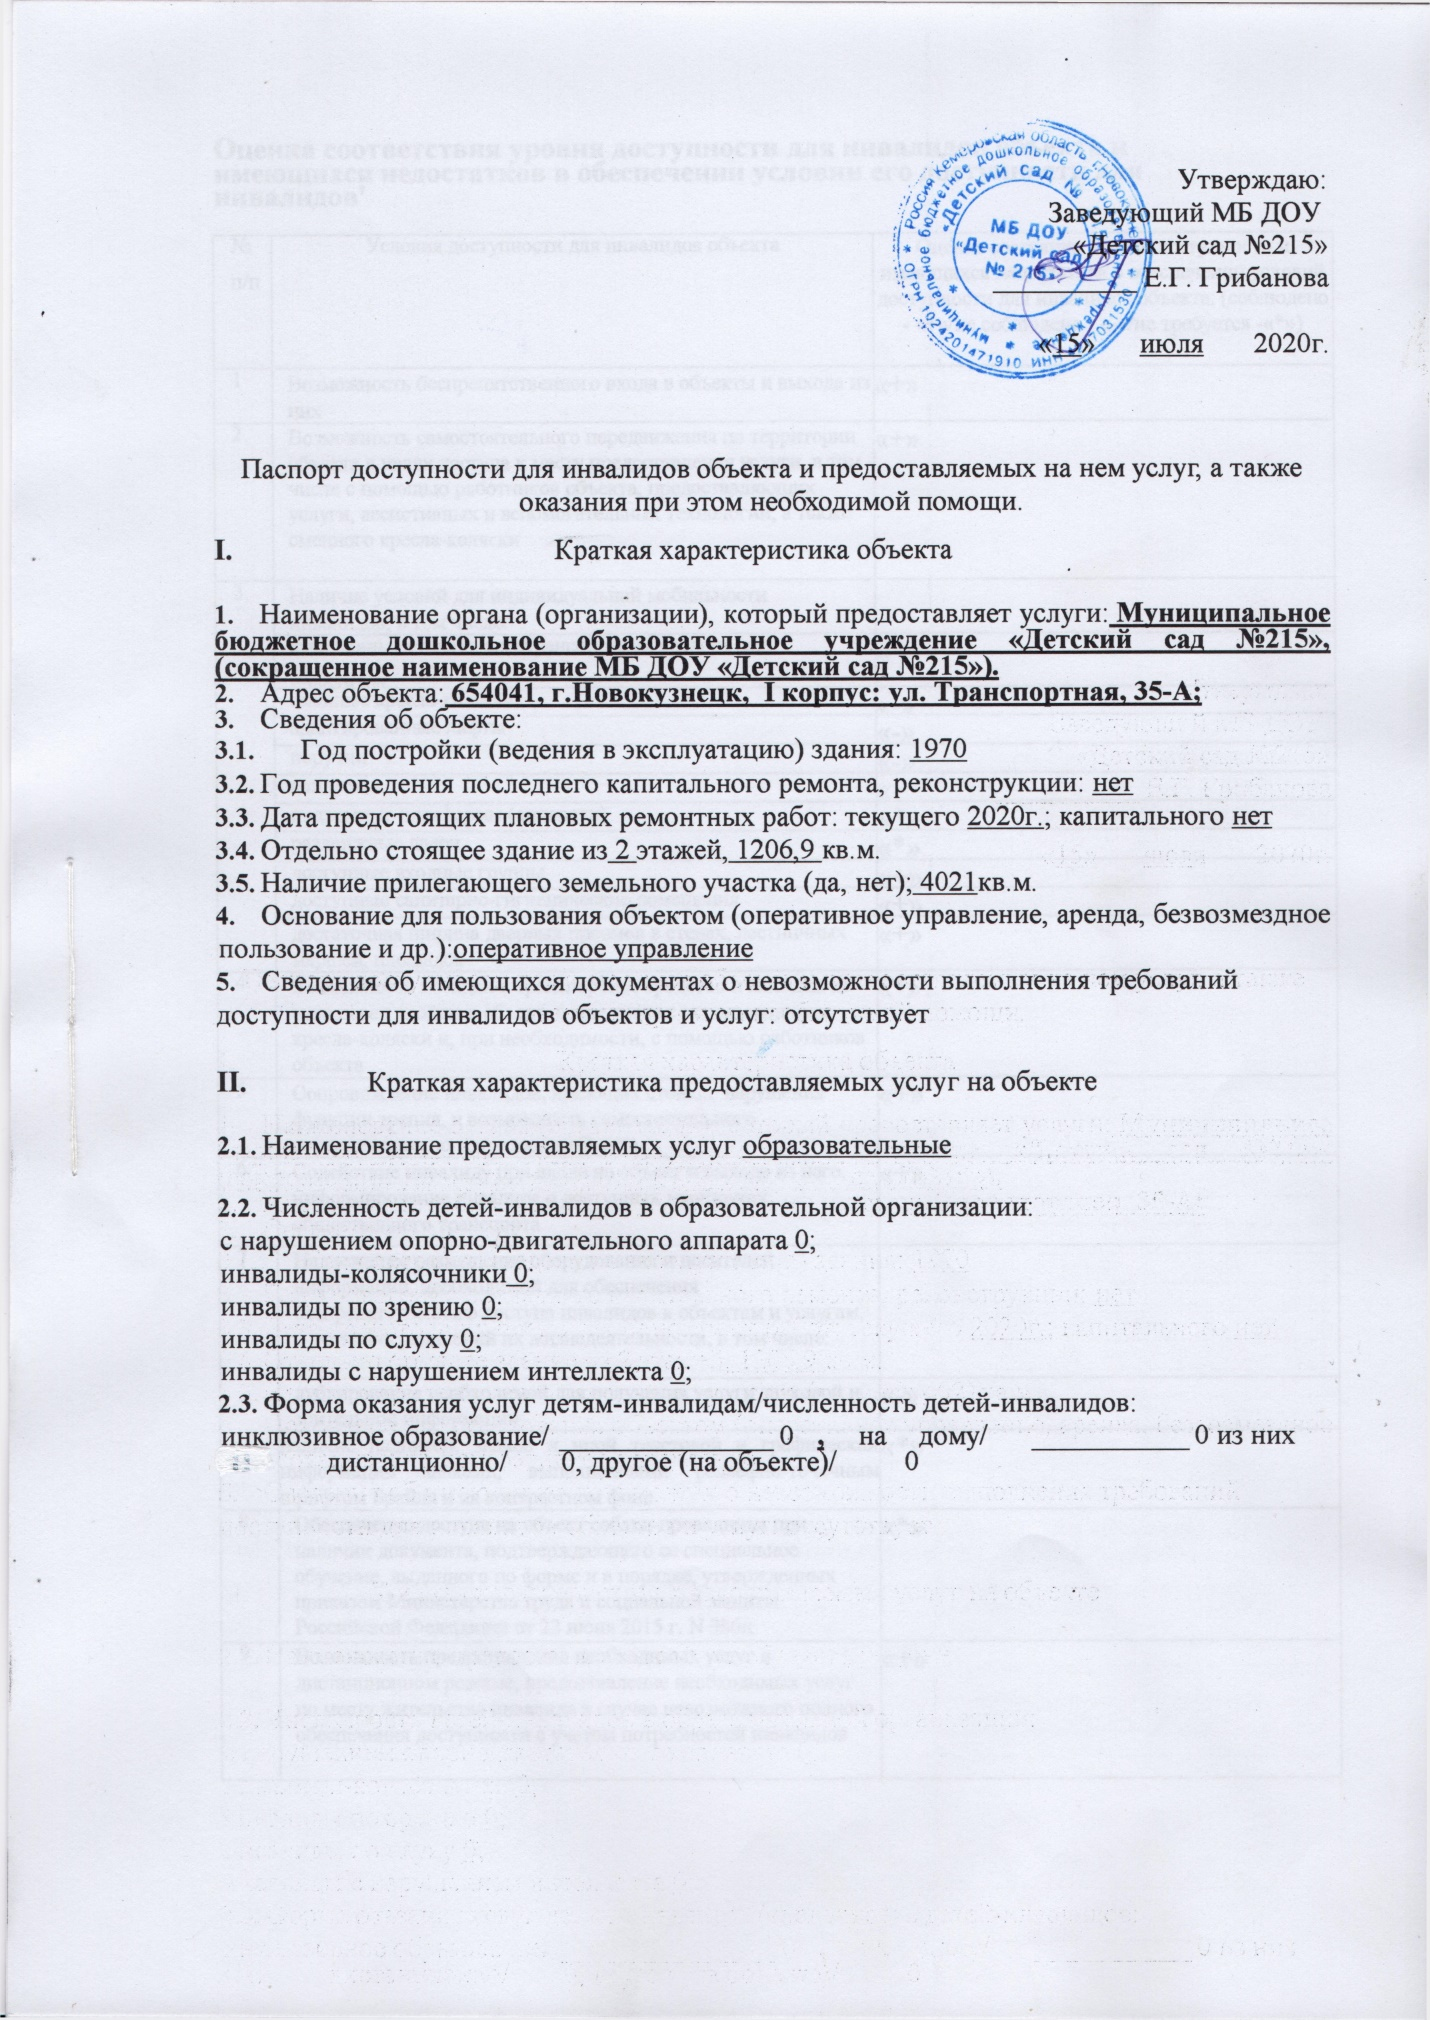 Утверждаю:
Заведующий МБ ДОУ
«Детский сад №215»
__________ Е.Г. Грибанова
«15» июля 2020г.
МБ ДОУ
«Детский сад
№ 215»
Паспорт доступности для инвалидов объекта и предоставляемых на нем услуг, а также
оказания при этом необходимой помощи.
I. Краткая характеристика объекта
1. Наименование органа (организации), который предоставляет услуги: Муниципальное
бюджетное дошкольное образовательное учреждение «Детский сад №215»,
(сокращенное наименование МБ ДОУ «Детский сад №215»).
2. Адрес объекта: 654041, г.Новокузнецк, I корпус: ул. Транспортная, 35-А;
3. Сведения об объекте:
3.1. Год постройки (ведения в эксплуатацию) здания: 1970
3.2. Год проведения последнего капитального ремонта, реконструкции: нет
3.3. Дата предстоящих плановых ремонтных работ: текущего 2020г.; капитального нет
3.4. Отдельно стоящее здание из 2 этажей, 1206,9 кв.м.
3.5. Наличие прилегающего земельного участка (да, нет); 4021кв.м.
4. Основание для пользования объектом (оперативное управление, аренда, безвозмездное
пользование и др.):оперативное управление
5. Сведения об имеющихся документах о невозможности выполнения требований
доступности для инвалидов объектов и услуг: отсутствует
II. Краткая характеристика предоставляемых услуг на объекте
2.1. Наименование предоставляемых услуг образовательные
2.2. Численность детей-инвалидов в образовательной организации:
с нарушением опорно-двигательного аппарата 0;
инвалиды-колясочники 0;
инвалиды по зрению 0;
инвалиды по слуху 0;
инвалиды с нарушением интеллекта 0;
2.3. Форма оказания услуг детям-инвалидам/численность детей-инвалидов:
инклюзивное образование/ ________________ 0 , на дому/ ____________ 0 из них
дистанционно/ 0, другое (на объекте)/ 0